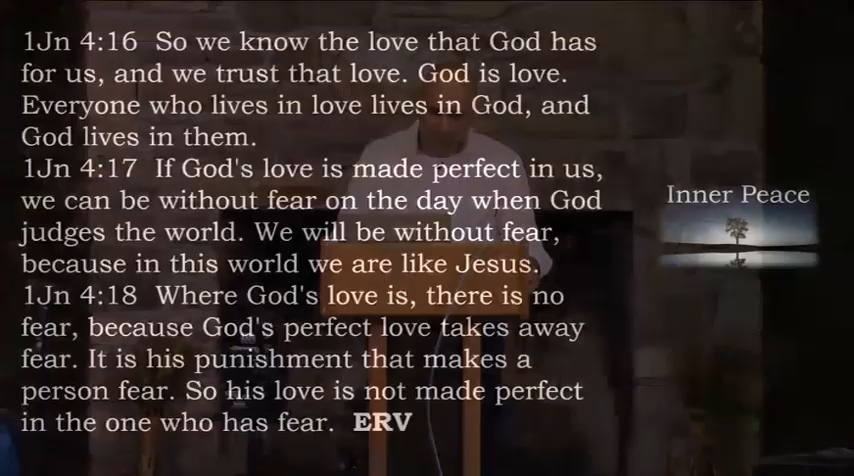 1Jn 4:16 So we know the love that God has
for us, and we trust that love. God is love.
Everyone who lives in love lives in God, and
God lives in them.
1Jn 4:17 If God's love is made perfect in us,
we can be without fear on the day when God
judges the world. We will be without fear,
because in this world we are like Jesus.
1Jn 4:18 Where God's love is, there is no
fear, because God's perfect love takes away
fear. It is his punishment that makes a
person fear. So his love is not made perfect
in the one who has fear. ERV
Inner Peace